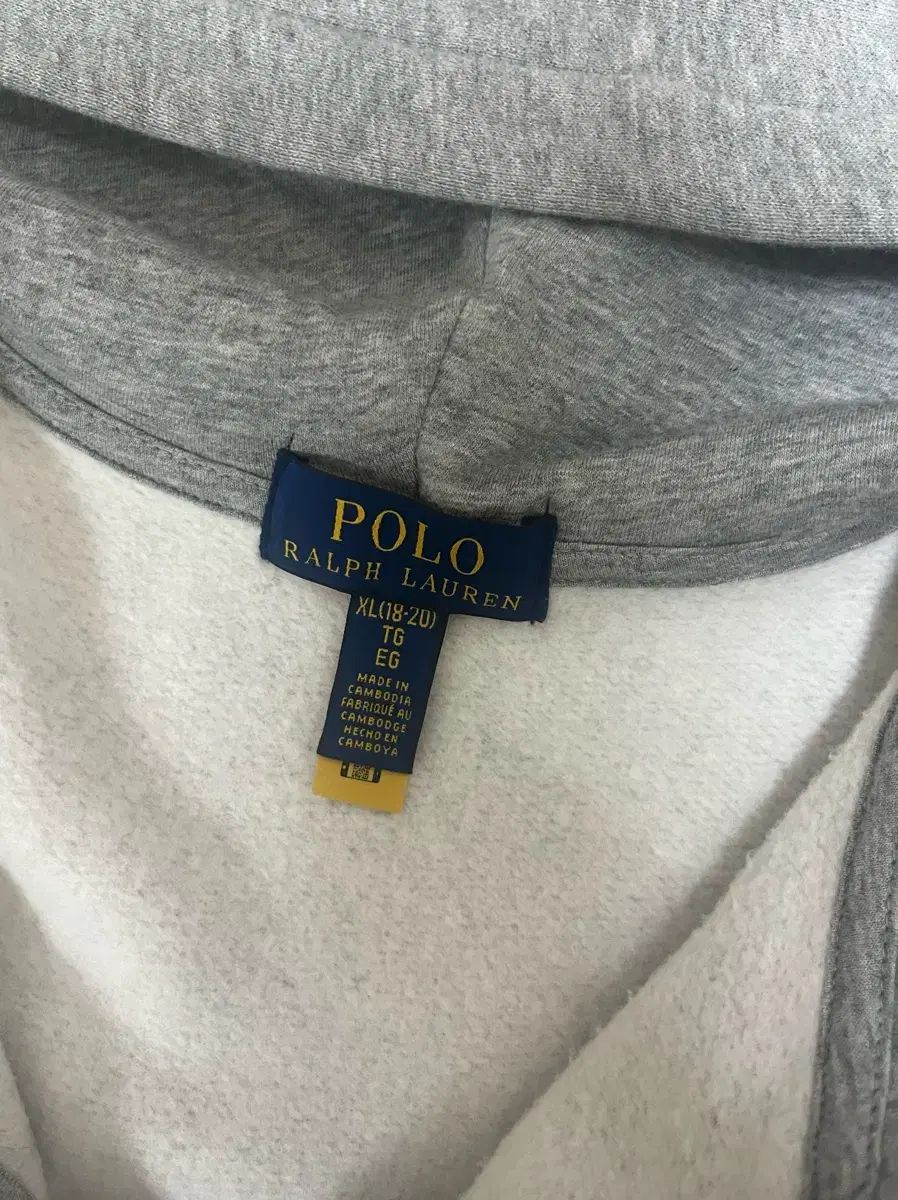 POLO
RALPH LAUREN
XL(18-20)
TG
EG
MADE IN
CAMBODIA
FABRIQUÉ AU
CAMBODGE
HECHO EN
CAMBOYA